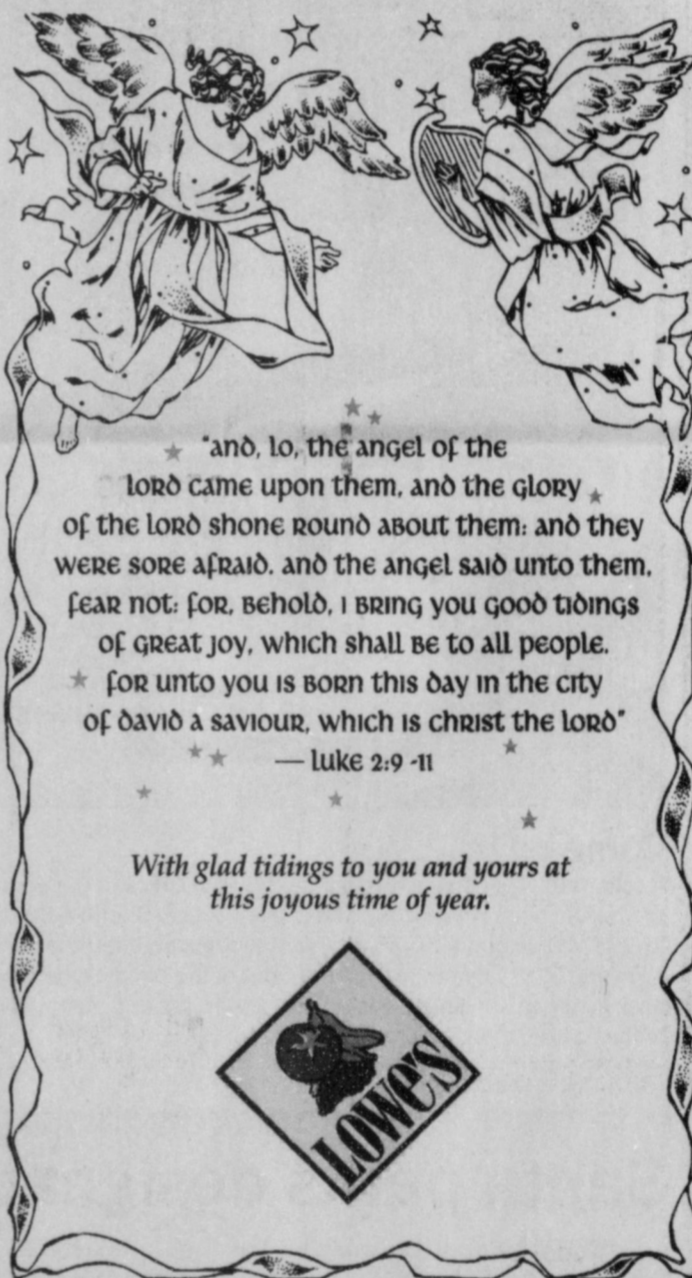 "and, lo, the angel of the
lord came upon them, and the glory
of the lord shone round about them: and they
were sore afraid. and the angel said unto them,
fear not: for, behold, i bring you good tidings
of great joy, which shall be to all people.
for unto you is born this day in the city
of david a saviour, which is christ the lord"
— luke 2:9 -11
With glad tidings to you and yours at
this joyous time of year.
LOWe's